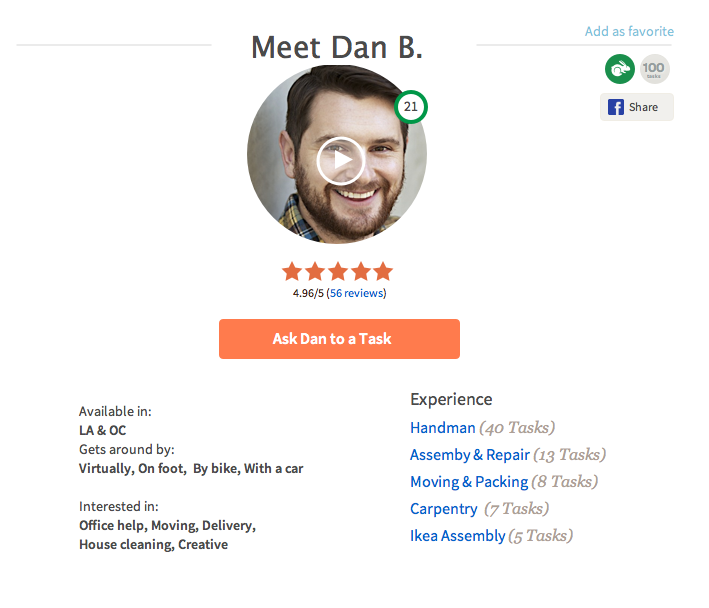 Add as favorite
Meet Dan B.
100
tasks
Share
21
4.96/5 (56 reviews)
Ask Dan to a Task
Available in:
LA & OC
Gets around by:
Virtually, On foot, By bike, With a car
Interested in:
Office help, Moving, Delivery,
House cleaning, Creative
Experience
Handman (40 Tasks)
Assemby & Repair (13 Tasks)
Moving & Packing (8 Tasks)
Carpentry (7 Tasks)
Ikea Assembly (5 Tasks)